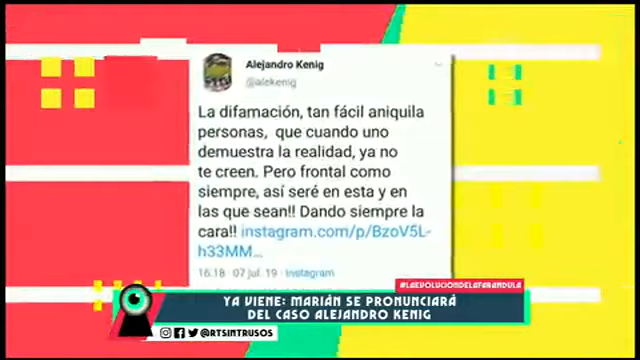 Alejandro Kenig
@alekenig
La difamación, tan fácil aniquila
personas, que cuando uno
demuestra la realidad, ya no
te creen. Pero frontal como
siempre, así seré en esta y en
las que sean!! Dando siempre la
cara!! instagram.com/p/BzoV5L-
h33MM...
16:18 · 07 jul. 19 · Instagram
#LAEVOLUCIONDELAFARANDULA
YA VIENE: MARIÁN SE PRONUNCIARÁ
DEL CASO ALEJANDRO KENIG
@RTSINTRUSOS